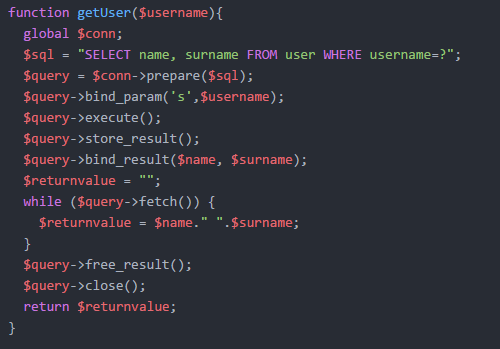 function getUser($username){
  global $conn;
  $sql = "SELECT name, surname FROM user WHERE username=?";
  $query = $conn->prepare($sql);
  $query->bind_param('s',$username);
  $query->execute();
  $query->store_result();
  $query->bind_result($name, $surname);
  $returnvalue = "";
  while ($query->fetch()) {
    $returnvalue = $name." ".$surname;
  }
  $query->free_result();
  $query->close();
  return $returnvalue;
}